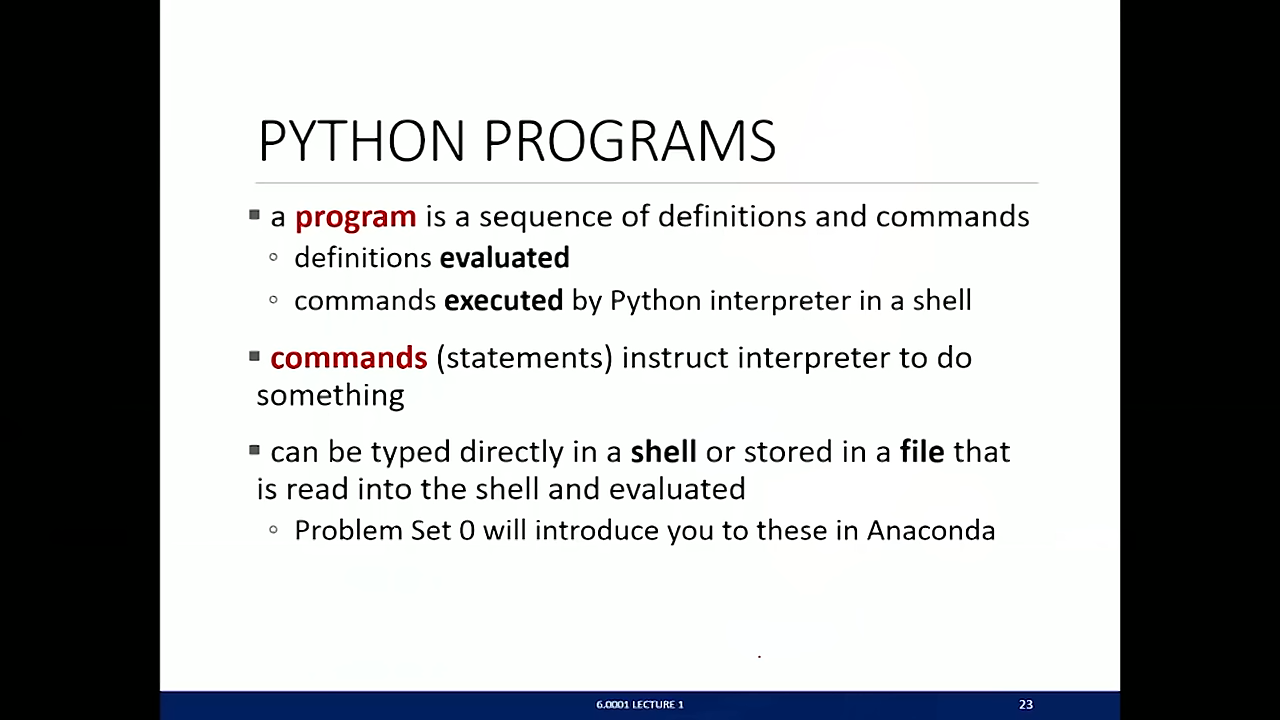 PYTHON PROGRAMS
▪ a program is a sequence of definitions and commands
◦ definitions evaluated
◦ commands executed by Python interpreter in a shell
▪ commands (statements) instruct interpreter to do
something
▪ can be typed directly in a shell or stored in a file that
is read into the shell and evaluated
◦ Problem Set 0 will introduce you to these in Anaconda
6.0001 LECTURE 1
23